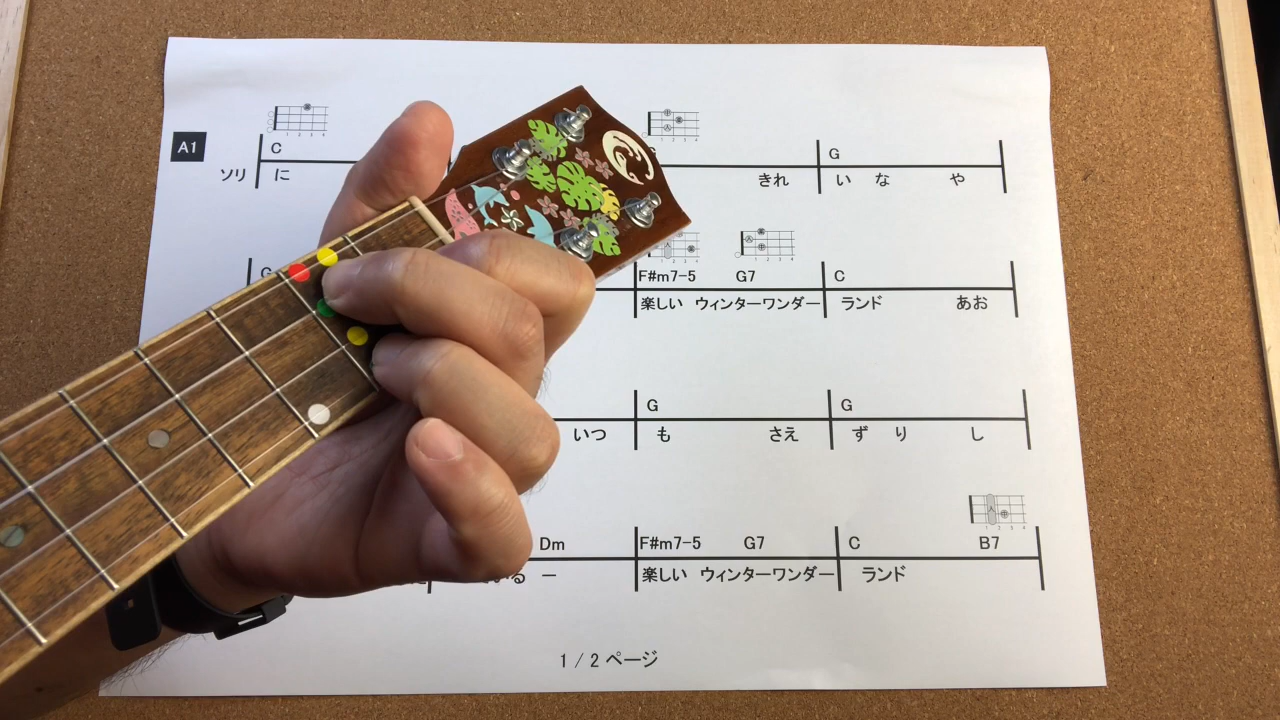 A1 C G
ソリ に きれ い な や
G F#m7-5 G7 C
楽しい ウィンターワンダー ランド あお
G G
いつ も さえ ず り し
Dm F#m7-5 G7 C B7
る ー 楽しい ウィンターワンダー ランド
1 / 2 ページ